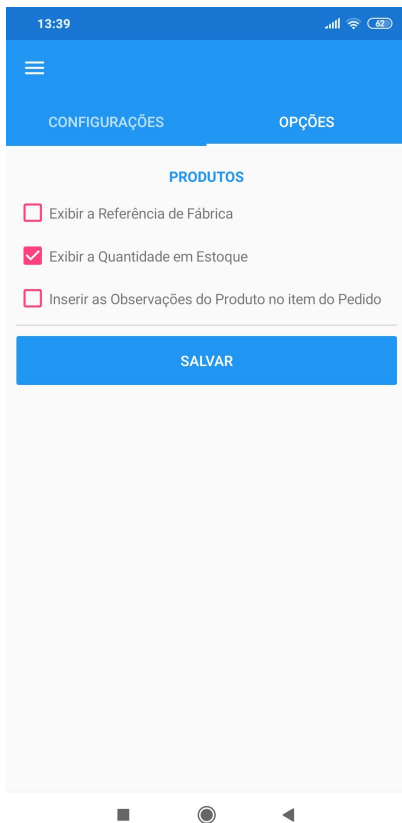 13:39
62
CONFIGURAÇÕES OPÇÕES
PRODUTOS
Exibir a Referência de Fábrica
Exibir a Quantidade em Estoque
Inserir as Observações do Produto no item do Pedido
SALVAR